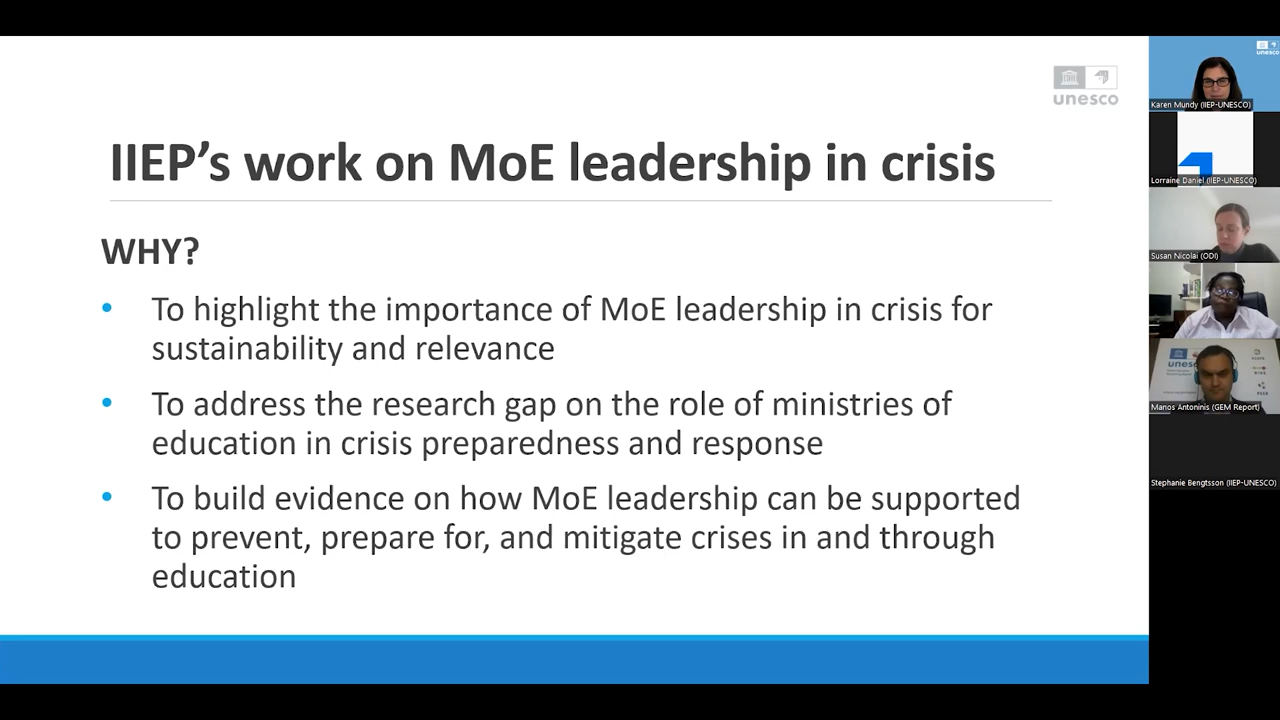 unesco
IIEP's work on MoE leadership in crisis
WHY?
• To highlight the importance of MoE leadership in crisis for
sustainability and relevance
• To address the research gap on the role of ministries of
education in crisis preparedness and response
• To build evidence on how MoE leadership can be supported
to prevent, prepare for, and mitigate crises in and through
education
unesco
Karen Mundy (IIEP-UNESCO)
Lorraine Daniel (IIEP-UNESCO)
Susan Nicolai (ODI)
unes
Manos Antoninis (GEM Report)
Stephanie Bengtsson (IIEP-UNESCO)